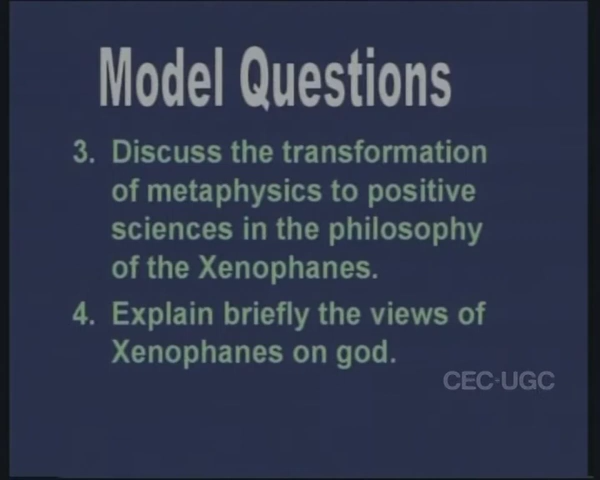 Model Questions
3. Discuss the transformation
of metaphysics to positive
sciences in the philosophy
of the Xenophanes.
4. Explain briefly the views of
Xenophanes on god.
CEC-UGC